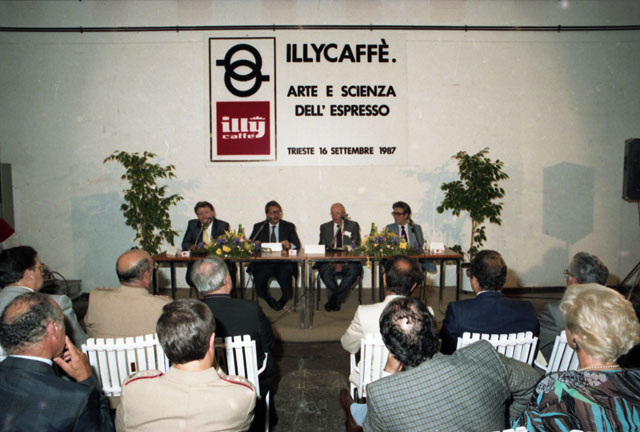 ILLYCAFFÈ.
ARTE E SCIENZA
DELL' ESPRESSO
illy
caffè
TRIESTE 16 SETTEMBRE 1987